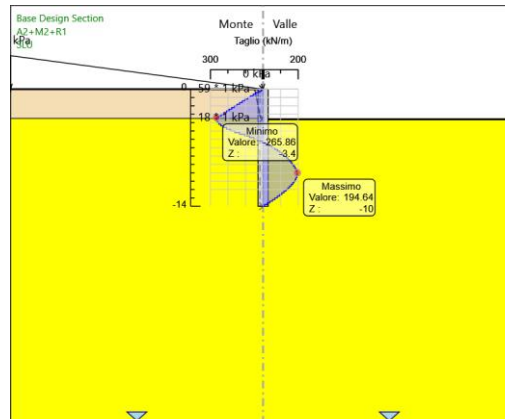 Base Design Section
A2+M2+R1
SLU
kPa
Monte Valle
Taglio (kN/m)
300 0 200
0 kPa
0
59 * 1 kPa
18 * 1 kPa
Minimo
Valore: -265.86
Z : -3.4
Massimo
Valore: 194.64
Z : -10
-14